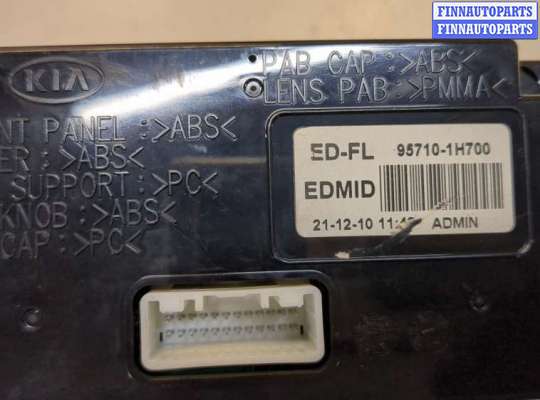 FINNAUTOPARTS
FINNAUTOPARTS
KIA
PAB CAP :>ABS<
LENS PAB:>PMMA<
NT PANEL :>ABS<
ER :>ABS<
SUPPORT :>PC<
KNOB :>ABS<
CAP :>PC<
ED-FL 95710-1H700
EDMID
21-12-10 ADMIN